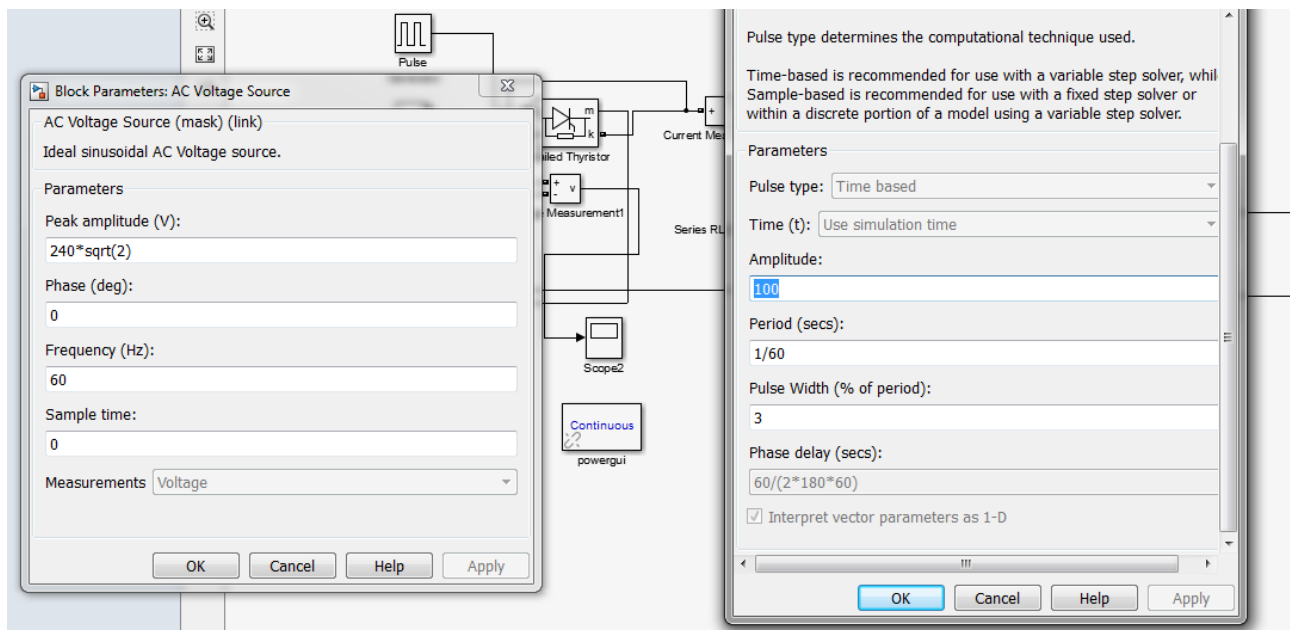 Pulse
Block Parameters: AC Voltage Source
AC Voltage Source (mask) (link)
Ideal sinusoidal AC Voltage source.
Parameters
Peak amplitude (V):
240*sqrt(2)
Phase (deg):
0
Frequency (Hz):
60
Sample time:
0
Measurements Voltage
OK Cancel Help Apply
m
k
iled Thyristor
+
Current Me
+
-
v
Measurement1
Series RL
Scope2
Continuous
powergui
Pulse type determines the computational technique used.
Time-based is recommended for use with a variable step solver, whil
Sample-based is recommended for use with a fixed step solver or
within a discrete portion of a model using a variable step solver.
Parameters
Pulse type: Time based
Time (t): Use simulation time
Amplitude:
100
Period (secs):
1/60
Pulse Width (% of period):
3
Phase delay (secs):
60/(2*180*60)
Interpret vector parameters as 1-D
OK Cancel Help Apply